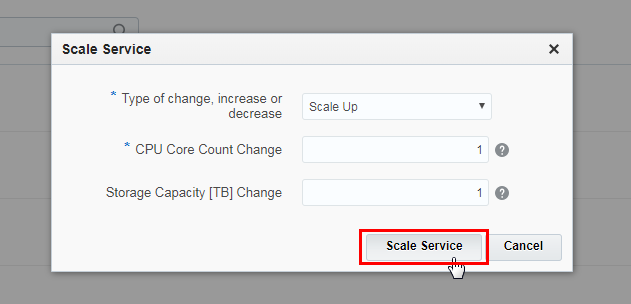 Scale Service
* Type of change, increase or
decrease
Scale Up
* CPU Core Count Change
1
?
Storage Capacity [TB] Change
1
?
Scale Service
Cancel